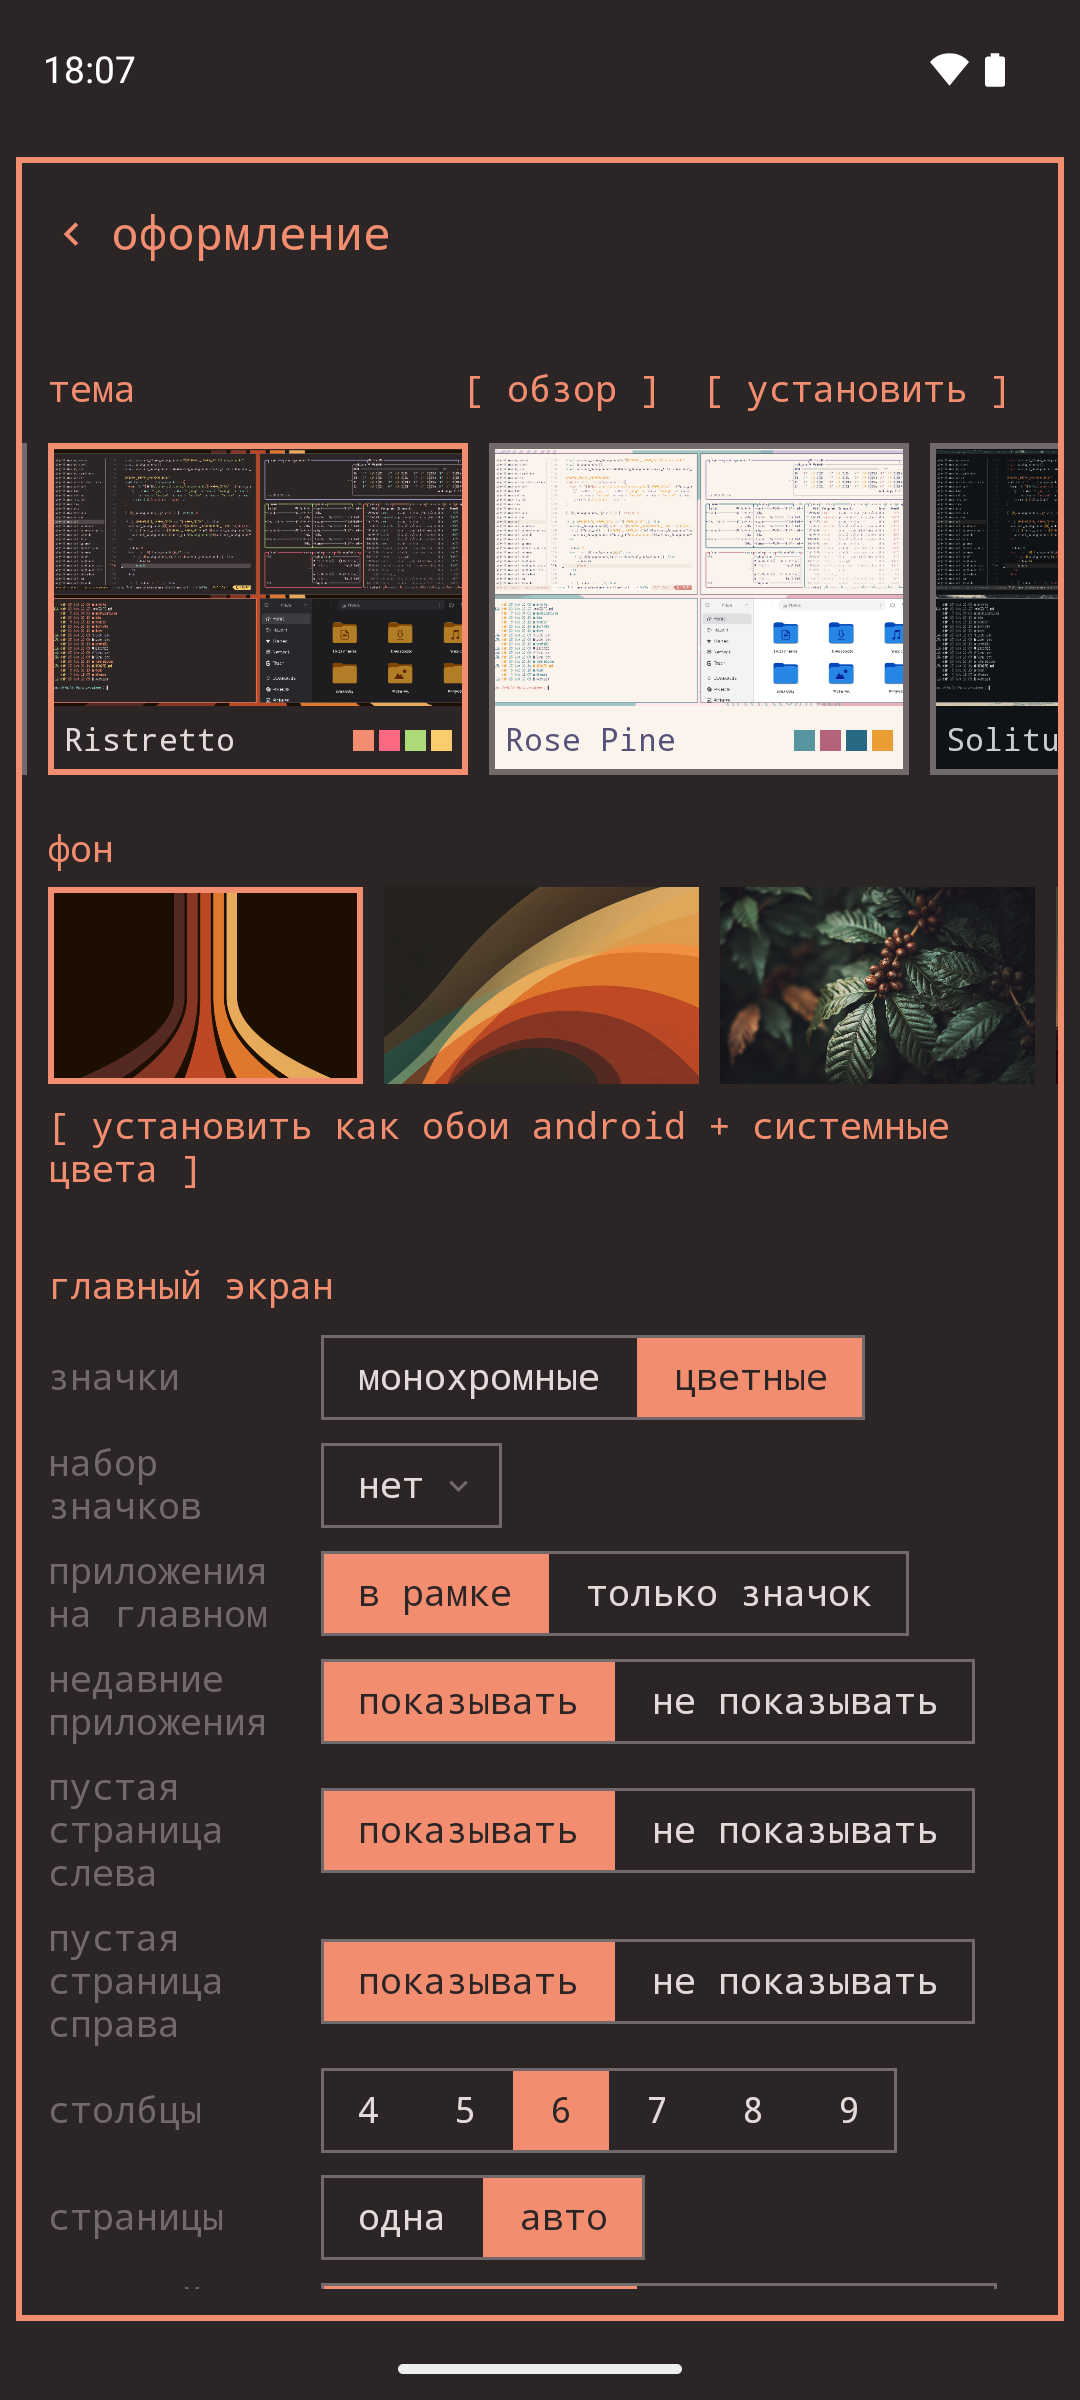 18:07
оформление
тема [ обзор ] [ установить ]
Ristretto
Rose Pine
Solitu
фон
[ установить как обои android + системные
цвета ]
главный экран
значки монохромные цветные
набор
значков
нет
приложения
на главном
в рамке только значок
недавние
приложения
показывать не показывать
пустая
страница
слева
показывать не показывать
пустая
страница
справа
показывать не показывать
столбцы 4 5 6 7 8 9
страницы одна авто